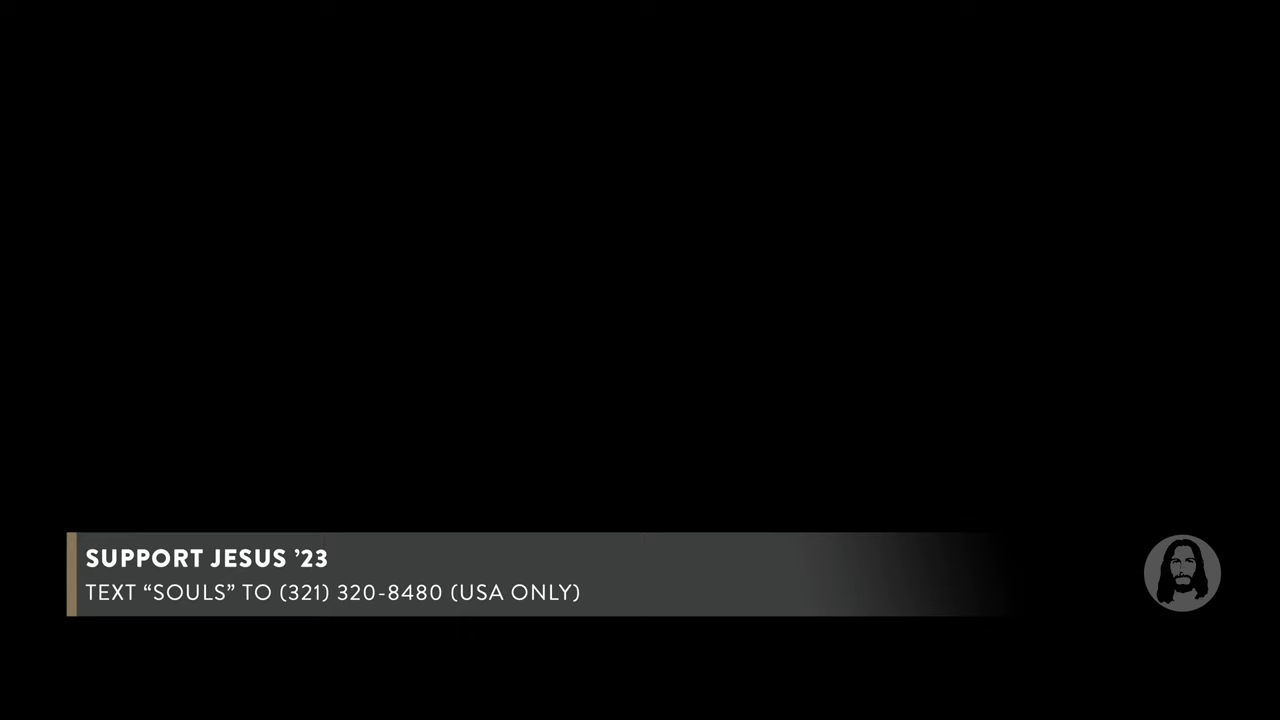 SUPPORT JESUS ’23
TEXT “SOULS” TO (321) 320-8480 (USA ONLY)